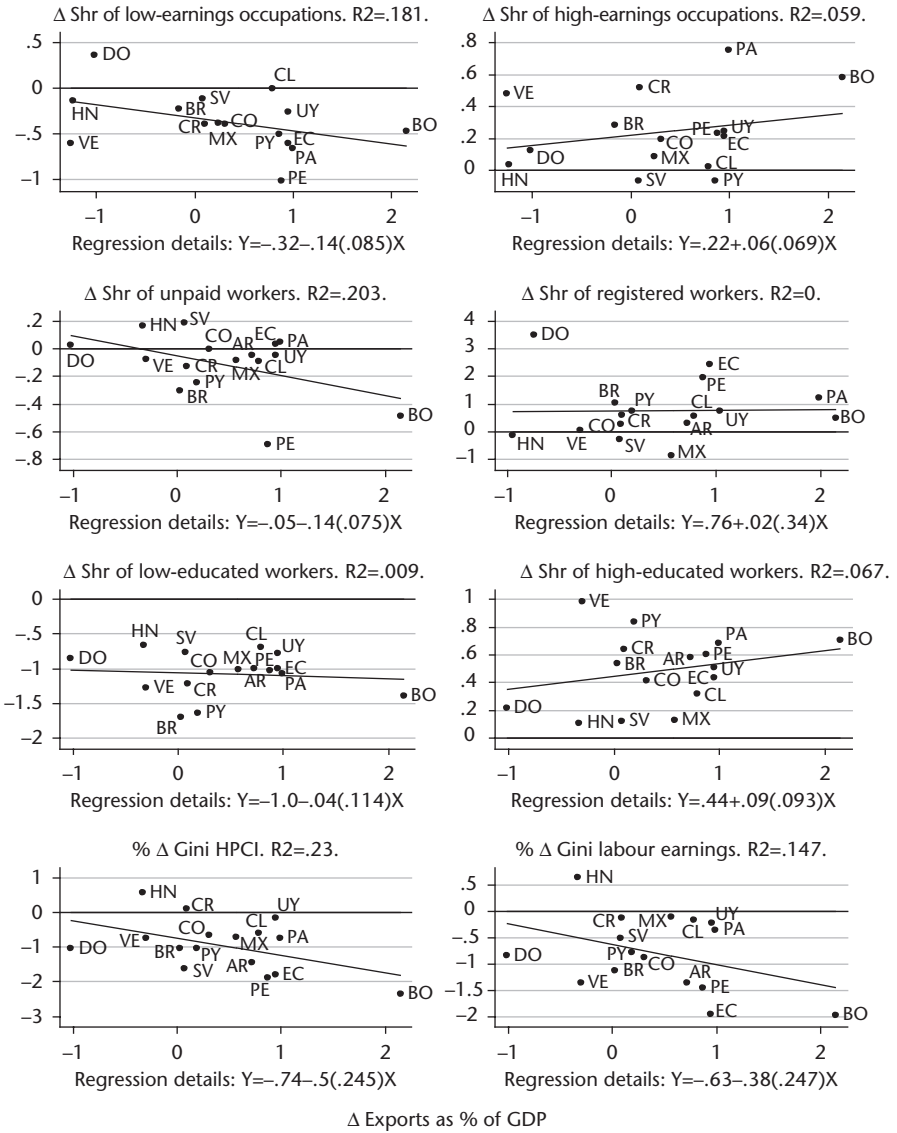 Δ Shr of low-earnings occupations. R2=.181.
.5
0
–.5
–1
DO
HN
VE
BR
SV
CR
MX
CO
CL
UY
PY
EC
PA
PE
BO
–1 0 1 2
Regression details: Y=–.32–.14(.085)X
Δ Shr of high-earnings occupations. R2=.059.
.8
.6
.4
.2
0
VE
HN
DO
BR
CR
CO
MX
SV
PA
BO
PE
UY
EC
CL
PY
–1 0 1 2
Regression details: Y=.22+.06(.069)X
Δ Shr of unpaid workers. R2=.203.
.2
0
–.2
–.4
–.6
–.8
DO
HN
SV
VE
CR
CO
PY
BR
AR
EC
PA
MX
CL
UY
PE
BO
–1 0 1 2
Regression details: Y=–.05–.14(.075)X
Δ Shr of registered workers. R2=0.
4
3
2
1
0
–1
DO
HN
VE
BR
PY
CO
CR
SV
MX
EC
PE
CL
AR
UY
PA
BO
–1 0 1 2
Regression details: Y=.76+.02(.34)X
Δ Shr of low-educated workers. R2=.009.
0
–.5
–1
–1.5
–2
DO
HN
SV
VE
CO
CR
BR
PY
MX
CL
PE
UY
AR
EC
PA
BO
–1 0 1 2
Regression details: Y=–1.0–.04(.114)X
Δ Shr of high-educated workers. R2=.067.
1
.8
.6
.4
.2
0
VE
PY
CR
BR
CO
DO
HN
SV
MX
AR
PE
PA
EC
UY
CL
BO
–1 0 1 2
Regression details: Y=.44+.09(.093)X
% Δ Gini HPCI. R2=.23.
1
0
–1
–2
–3
HN
CR
UY
DO
VE
CO
BR
PY
SV
CL
MX
PA
AR
PE
EC
BO
–1 0 1 2
Regression details: Y=–.74–.5(.245)X
% Δ Gini labour earnings. R2=.147.
.5
0
–.5
–1
–1.5
–2
HN
CR
MX
UY
CL
PA
SV
PY
DO
CO
BR
VE
AR
PE
EC
BO
–1 0 1 2
Regression details: Y=–.63–.38(.247)X
Δ Exports as % of GDP